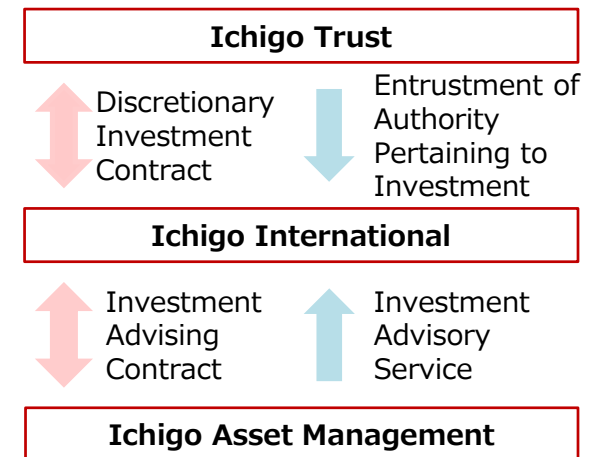 Ichigo Trust
Discretionary
Investment
Contract
Entrustment of
Authority
Pertaining to
Investment
Ichigo International
Investment
Advising
Contract
Investment
Advisory
Service
Ichigo Asset Management